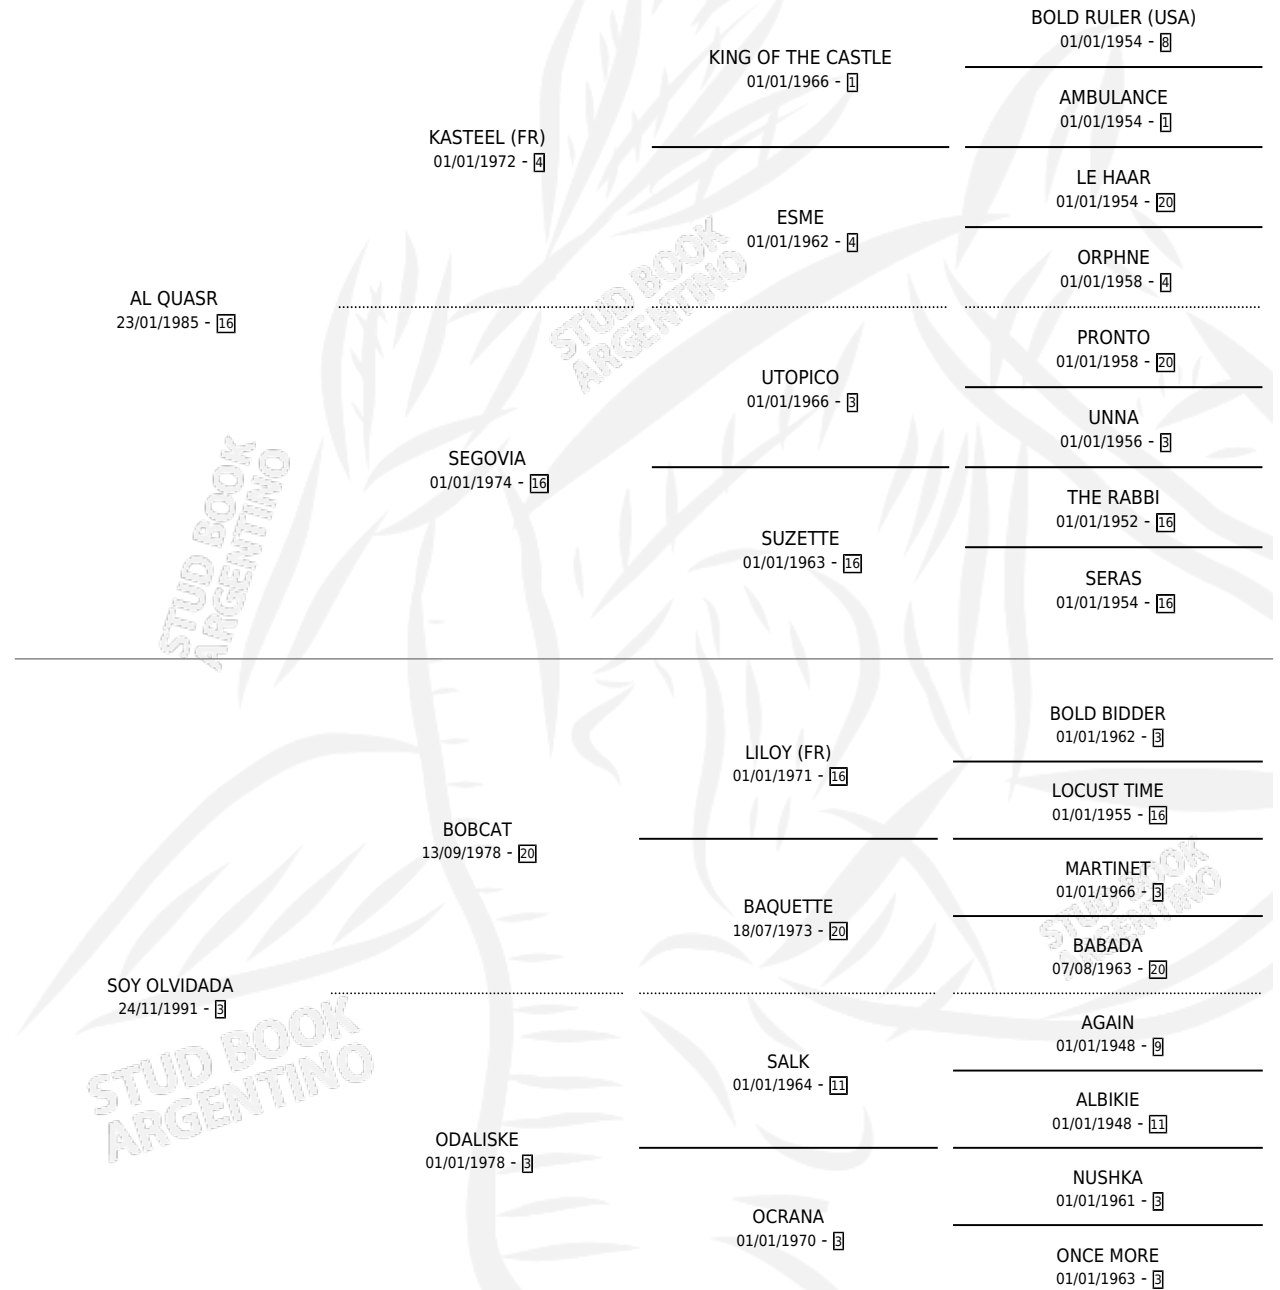 BOLD RULER (USA)
01/01/1954 - 8
KING OF THE CASTLE
01/01/1966 - 1
AMBULANCE
01/01/1954 - 1
KASTEEL (FR)
01/01/1972 - 4
LE HAAR
01/01/1954 - 20
ESME
01/01/1962 - 4
ORPHNE
01/01/1958 - 4
AL QUASR
23/01/1985 - 16
PRONTO
01/01/1958 - 20
UTOPICO
01/01/1966 - 3
UNNA
01/01/1956 - 3
SEGOVIA
01/01/1974 - 16
THE RABBI
01/01/1952 - 16
SUZETTE
01/01/1963 - 16
SERAS
01/01/1954 - 16
STUD BOOK
ARGENTINO
STUD BOOK
ARGENTINO
BOLD BIDDER
01/01/1962 - 3
LILOY (FR)
01/01/1971 - 16
LOCUST TIME
01/01/1955 - 16
BOBCAT
13/09/1978 - 20
MARTINET
01/01/1966 - 3
BAQUETTE
18/07/1973 - 20
BABADA
07/08/1963 - 20
SOY OLVIDADA
24/11/1991 - 3
AGAIN
01/01/1948 - 9
SALK
01/01/1964 - 11
ALBIKIE
01/01/1948 - 11
ODALISKE
01/01/1978 - 3
NUSHKA
01/01/1961 - 3
OCRANA
01/01/1970 - 3
ONCE MORE
01/01/1963 - 3
STUD BOOK
ARGENTINO
STUD BOOK
ARGENTINO